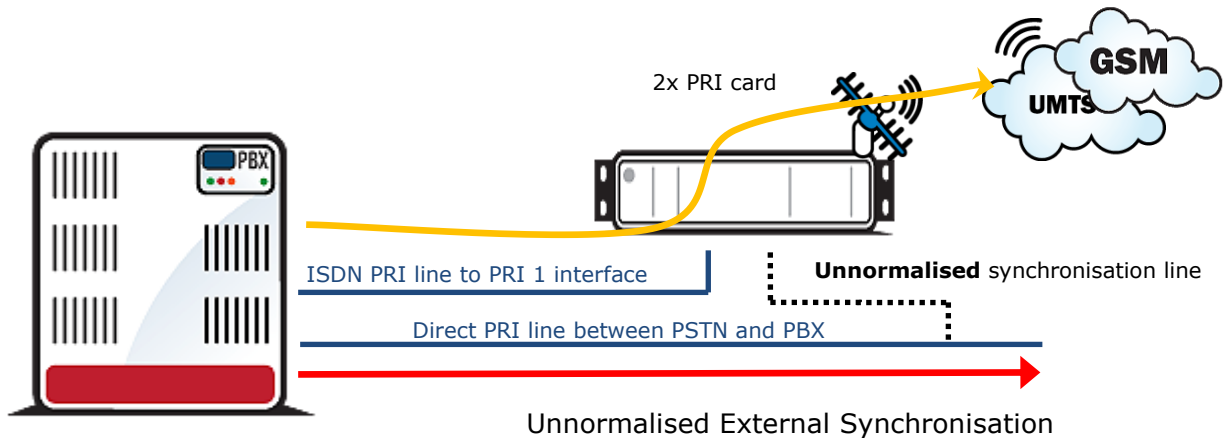 GSM
UMTS
2x PRI card
PBX
ISDN PRI line to PRI 1 interface
Unnormalised synchronisation line
Direct PRI line between PSTN and PBX
Unnormalised External Synchronisation